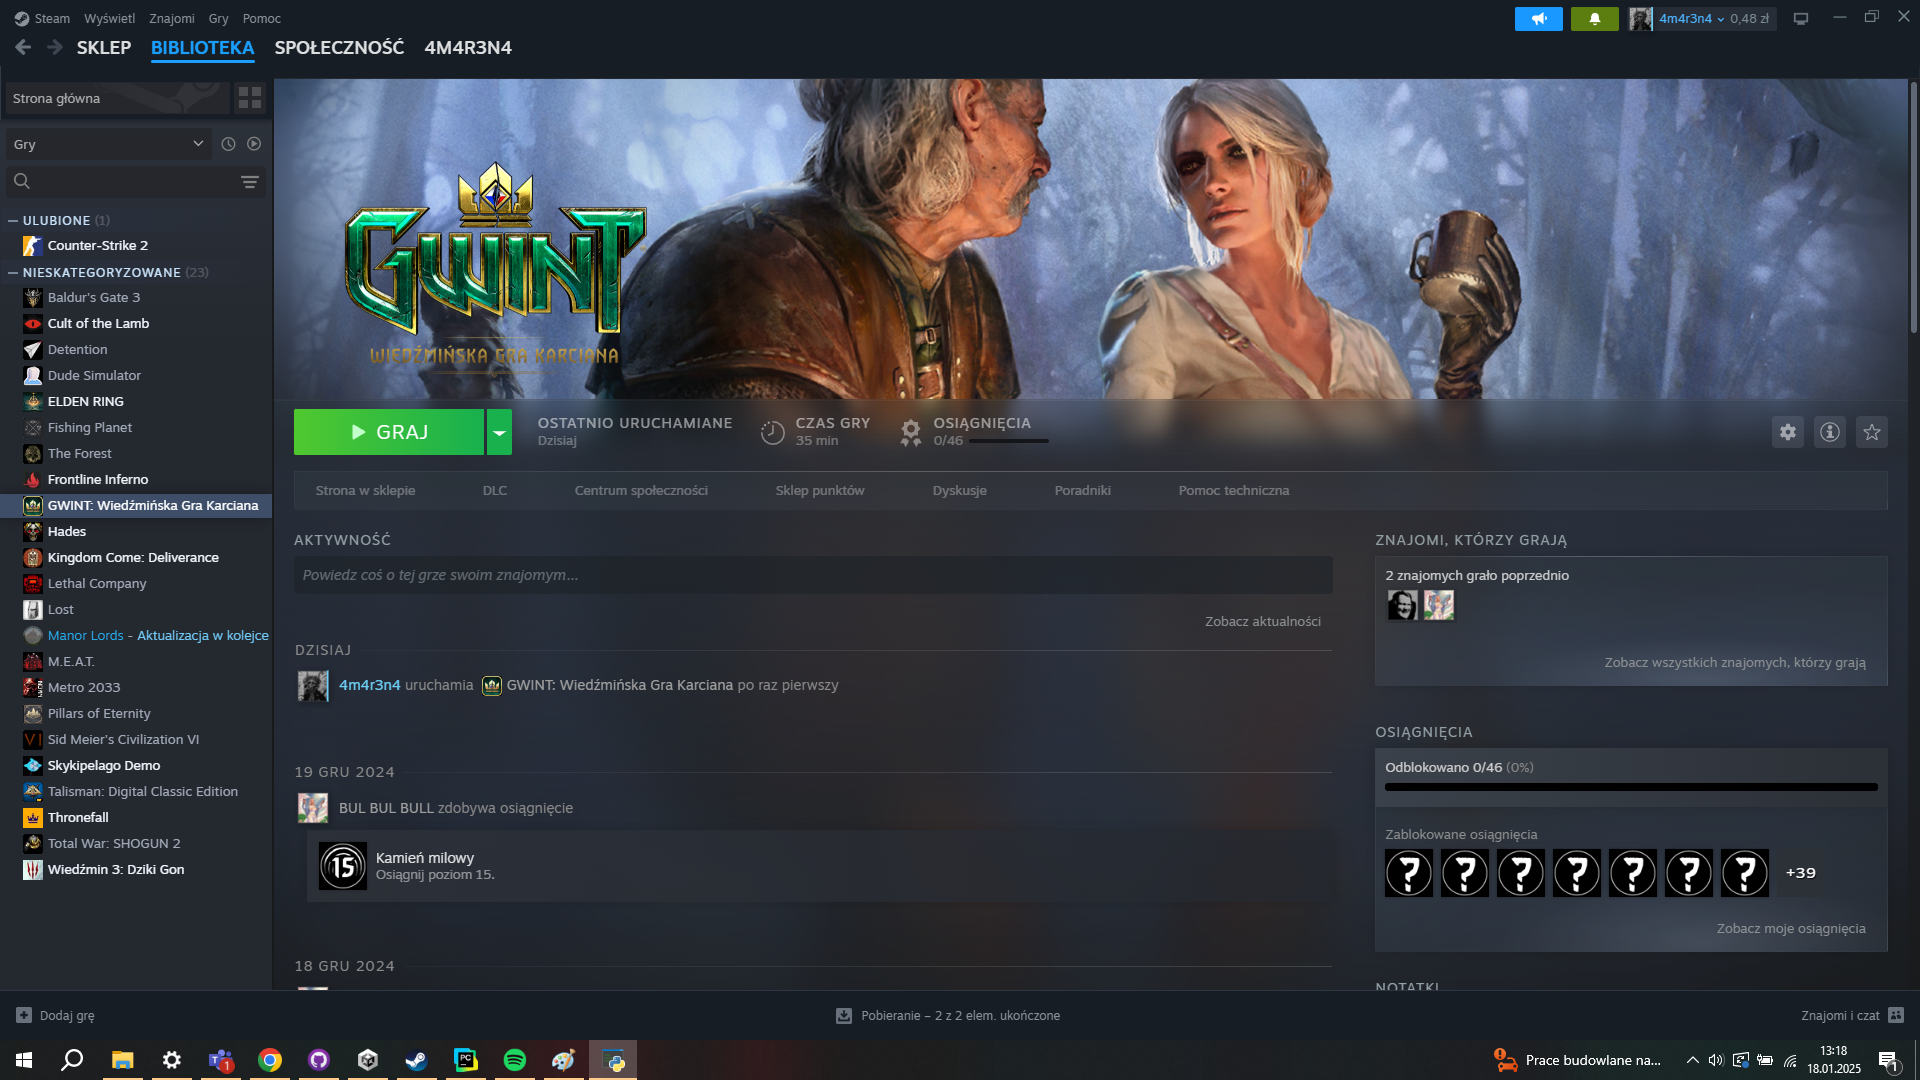 Steam Wyświetl Znajomi Gry Pomoc
4m4r3n4 0,48 zł
SKLEP BIBLIOTEKA SPOŁECZNOŚĆ 4M4R3N4
Strona główna
Gry
— ULUBIONE (1)
Counter-Strike 2
— NIESKATEGORYZOWANE (23)
Baldur's Gate 3
Cult of the Lamb
Detention
Dude Simulator
ELDEN RING
Fishing Planet
The Forest
Frontline Inferno
GWINT: Wiedźmińska Gra Karciana
Hades
Kingdom Come: Deliverance
Lethal Company
Lost
Manor Lords - Aktualizacja w kolejce
M.E.A.T.
Metro 2033
Pillars of Eternity
Sid Meier's Civilization VI
Skykipelago Demo
Talisman: Digital Classic Edition
Thronefall
Total War: SHOGUN 2
Wiedźmin 3: Dziki Gon
GWINT
WIEDŹMIŃSKA GRA KARCIANA
GRAJ
OSTATNIO URUCHAMIANE
Dzisiaj
CZAS GRY
35 min
OSIĄGNIĘCIA
0/46
Strona w sklepie DLC Centrum społeczności Sklep punktów Dyskusje Poradniki Pomoc techniczna
AKTYWNOŚĆ
Powiedz coś o tej grze swoim znajomym...
Zobacz aktualności
DZISIAJ
4m4r3n4 uruchamia GWINT: Wiedźmińska Gra Karciana po raz pierwszy
19 GRU 2024
BUL BUL BULL zdobywa osiągnięcie
15
Kamień milowy
Osiągnij poziom 15.
18 GRU 2024
ZNAJOMI, KTÓRZY GRAJĄ
2 znajomych grało poprzednio
Zobacz wszystkich znajomych, którzy grają
OSIĄGNIĘCIA
Odblokowano 0/46 (0%)
Zablokowane osiągnięcia
? ? ? ? ? ? ? +39
Zobacz moje osiągnięcia
NOTATKI
Dodaj grę
Pobieranie – 2 z 2 elem. ukończone
Znajomi i czat
1
PC
Prace budowlane na...
13:18
18.01.2025
1